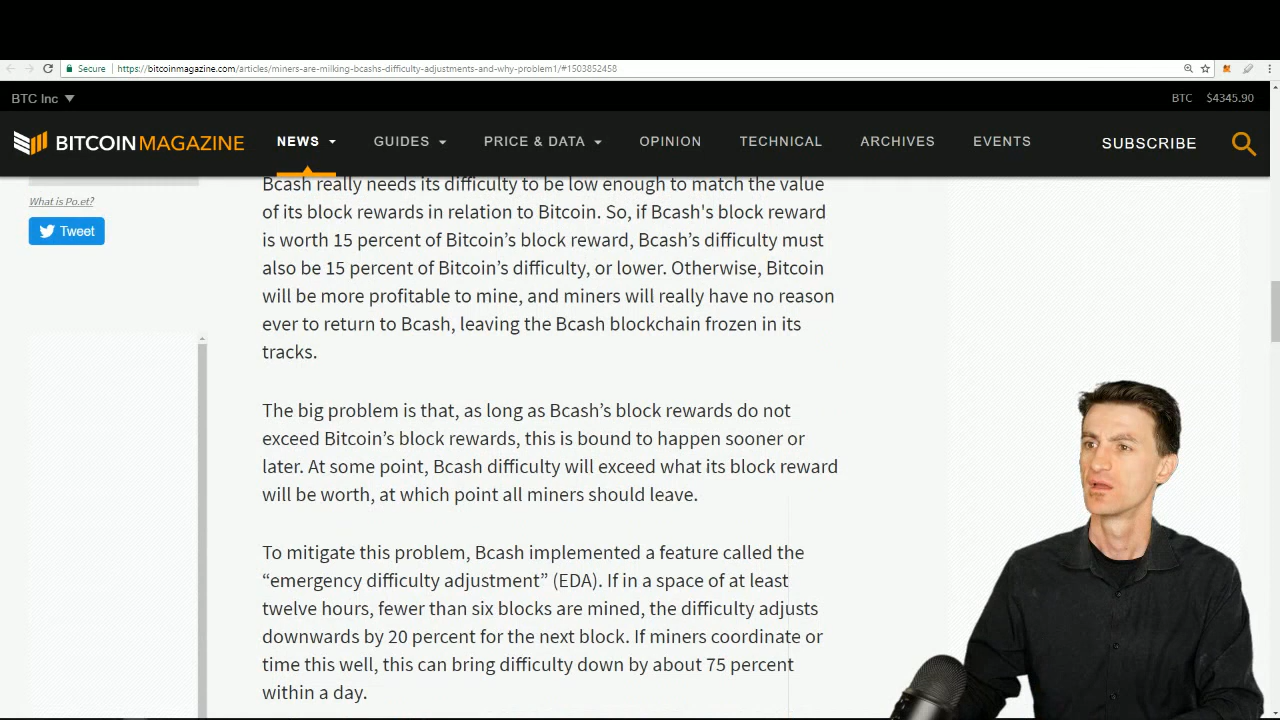 Secure
https://bitcoinmagazine.com/articles/miners-are-milking-bcashs-difficulty-adjustments-and-why-problem1/#1503852458
BTC Inc
BTC $4345.90
BITCOINMAGAZINE
NEWS
GUIDES
PRICE & DATA
OPINION
TECHNICAL
ARCHIVES
EVENTS
SUBSCRIBE
What is Po.et?
Tweet
Bcash really needs its difficulty to be low enough to match the value
of its block rewards in relation to Bitcoin. So, if Bcash's block reward
is worth 15 percent of Bitcoin’s block reward, Bcash’s difficulty must
also be 15 percent of Bitcoin’s difficulty, or lower. Otherwise, Bitcoin
will be more profitable to mine, and miners will really have no reason
ever to return to Bcash, leaving the Bcash blockchain frozen in its
tracks.
The big problem is that, as long as Bcash’s block rewards do not
exceed Bitcoin’s block rewards, this is bound to happen sooner or
later. At some point, Bcash difficulty will exceed what its block reward
will be worth, at which point all miners should leave.
To mitigate this problem, Bcash implemented a feature called the
“emergency difficulty adjustment” (EDA). If in a space of at least
twelve hours, fewer than six blocks are mined, the difficulty adjusts
downwards by 20 percent for the next block. If miners coordinate or
time this well, this can bring difficulty down by about 75 percent
within a day.